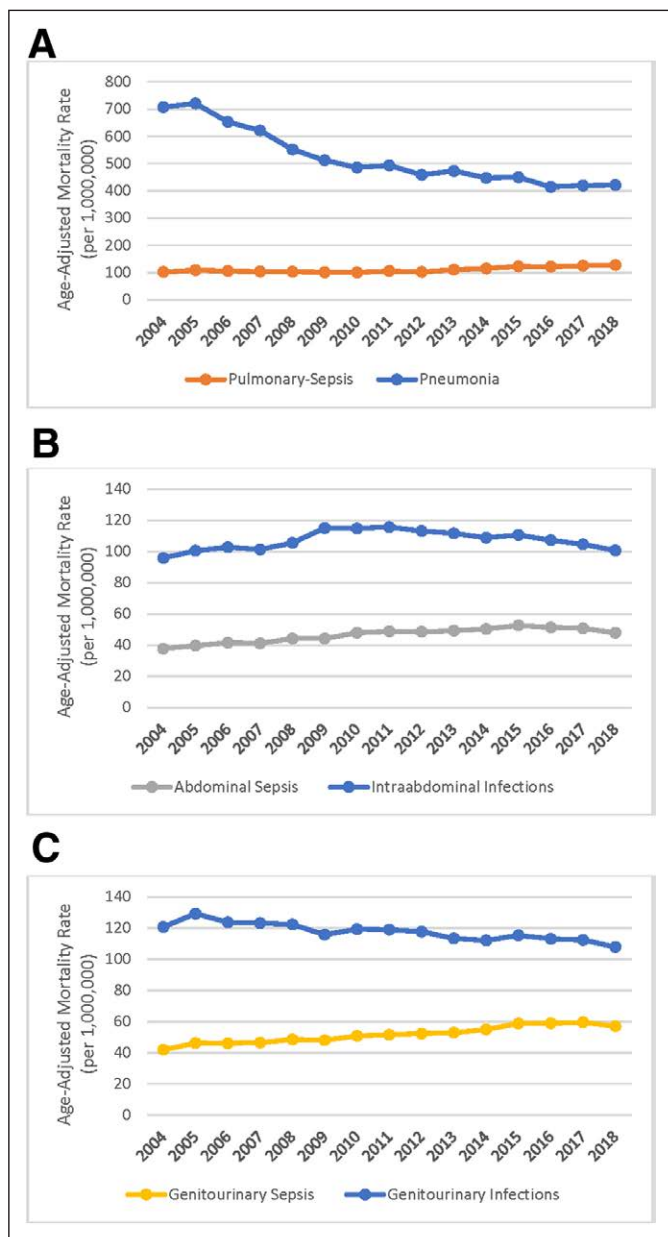 A
Age-Adjusted Mortality Rate
(per 1,000,000)
800
700
600
500
400
300
200
100
0
2004 2005 2006 2007 2008 2009 2010 2011 2012 2013 2014 2015 2016 2017 2018
Pulmonary-Sepsis Pneumonia
B
Age-Adjusted Mortality Rate
(per 1,000,000)
140
120
100
80
60
40
20
0
2004 2005 2006 2007 2008 2009 2010 2011 2012 2013 2014 2015 2016 2017 2018
Abdominal Sepsis Intraabdominal Infections
C
Age-Adjusted Mortality Rate
(per 1,000,000)
140
120
100
80
60
40
20
0
2004 2005 2006 2007 2008 2009 2010 2011 2012 2013 2014 2015 2016 2017 2018
Genitourinary Sepsis Genitourinary Infections